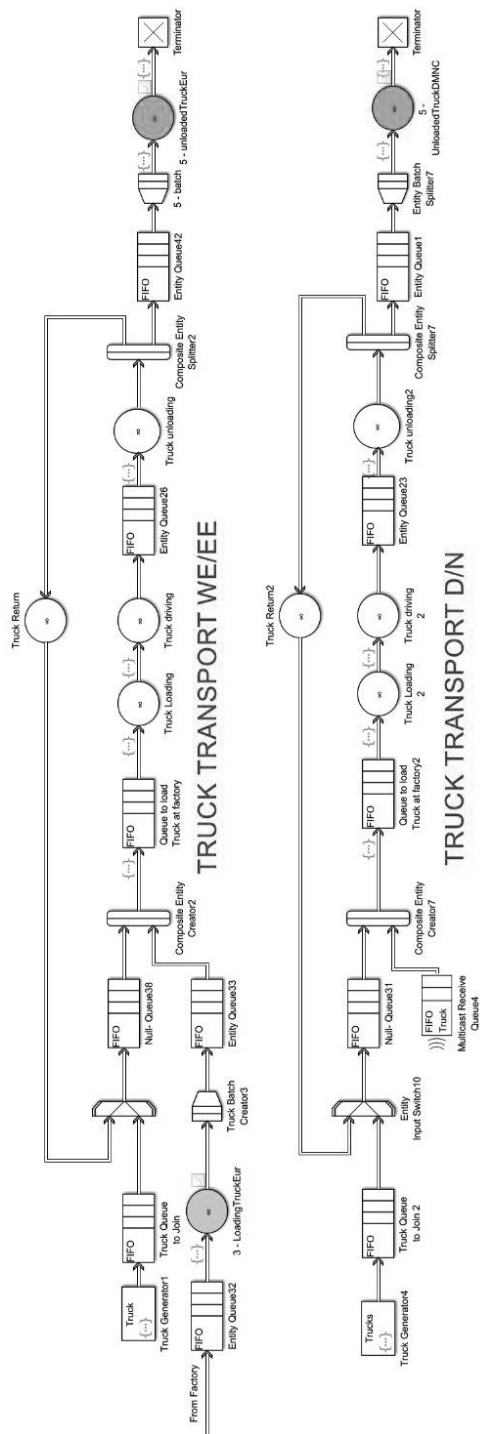 From Factory
FIFO
Entity Queue32
3 - LoadingTruckEur
Truck Batch
Creator3
FIFO
Entity Queue33
Truck
{...}
Truck Generator1
FIFO
Truck Queue
to Join
FIFO
Null- Queue38
Composite Entity
Creator2
{...}
FIFO
Queue to load
Truck at factory
{...}
Truck Loading
{...}
Truck driving
FIFO
Entity Queue26
{...}
Truck unloading
Truck Return
Composite Entity
Splitter2
FIFO
Entity Queue42
5 - batch
{...}
5 - unloadedTruckEur
{...}
Terminator
{...}
TRUCK TRANSPORT WE/EE
Trucks
{...}
Truck Generator4
FIFO
Truck Queue
to Join 2
Entity
Input Switch10
FIFO
Null- Queue31
FIFO
Truck
Multicast Receive
Queue4
Composite Entity
Creator7
{...}
FIFO
Queue to load
Truck at factory2
{...}
Truck Loading
2
{...}
Truck driving
2
FIFO
Entity Queue23
{...}
Truck unloading2
Truck Return2
Composite Entity
Splitter7
FIFO
Entity Queue1
Entity Batch
Splitter7
{...}
5 -
UnloadedTruckDMNC
{...}
Terminator
TRUCK TRANSPORT D/N